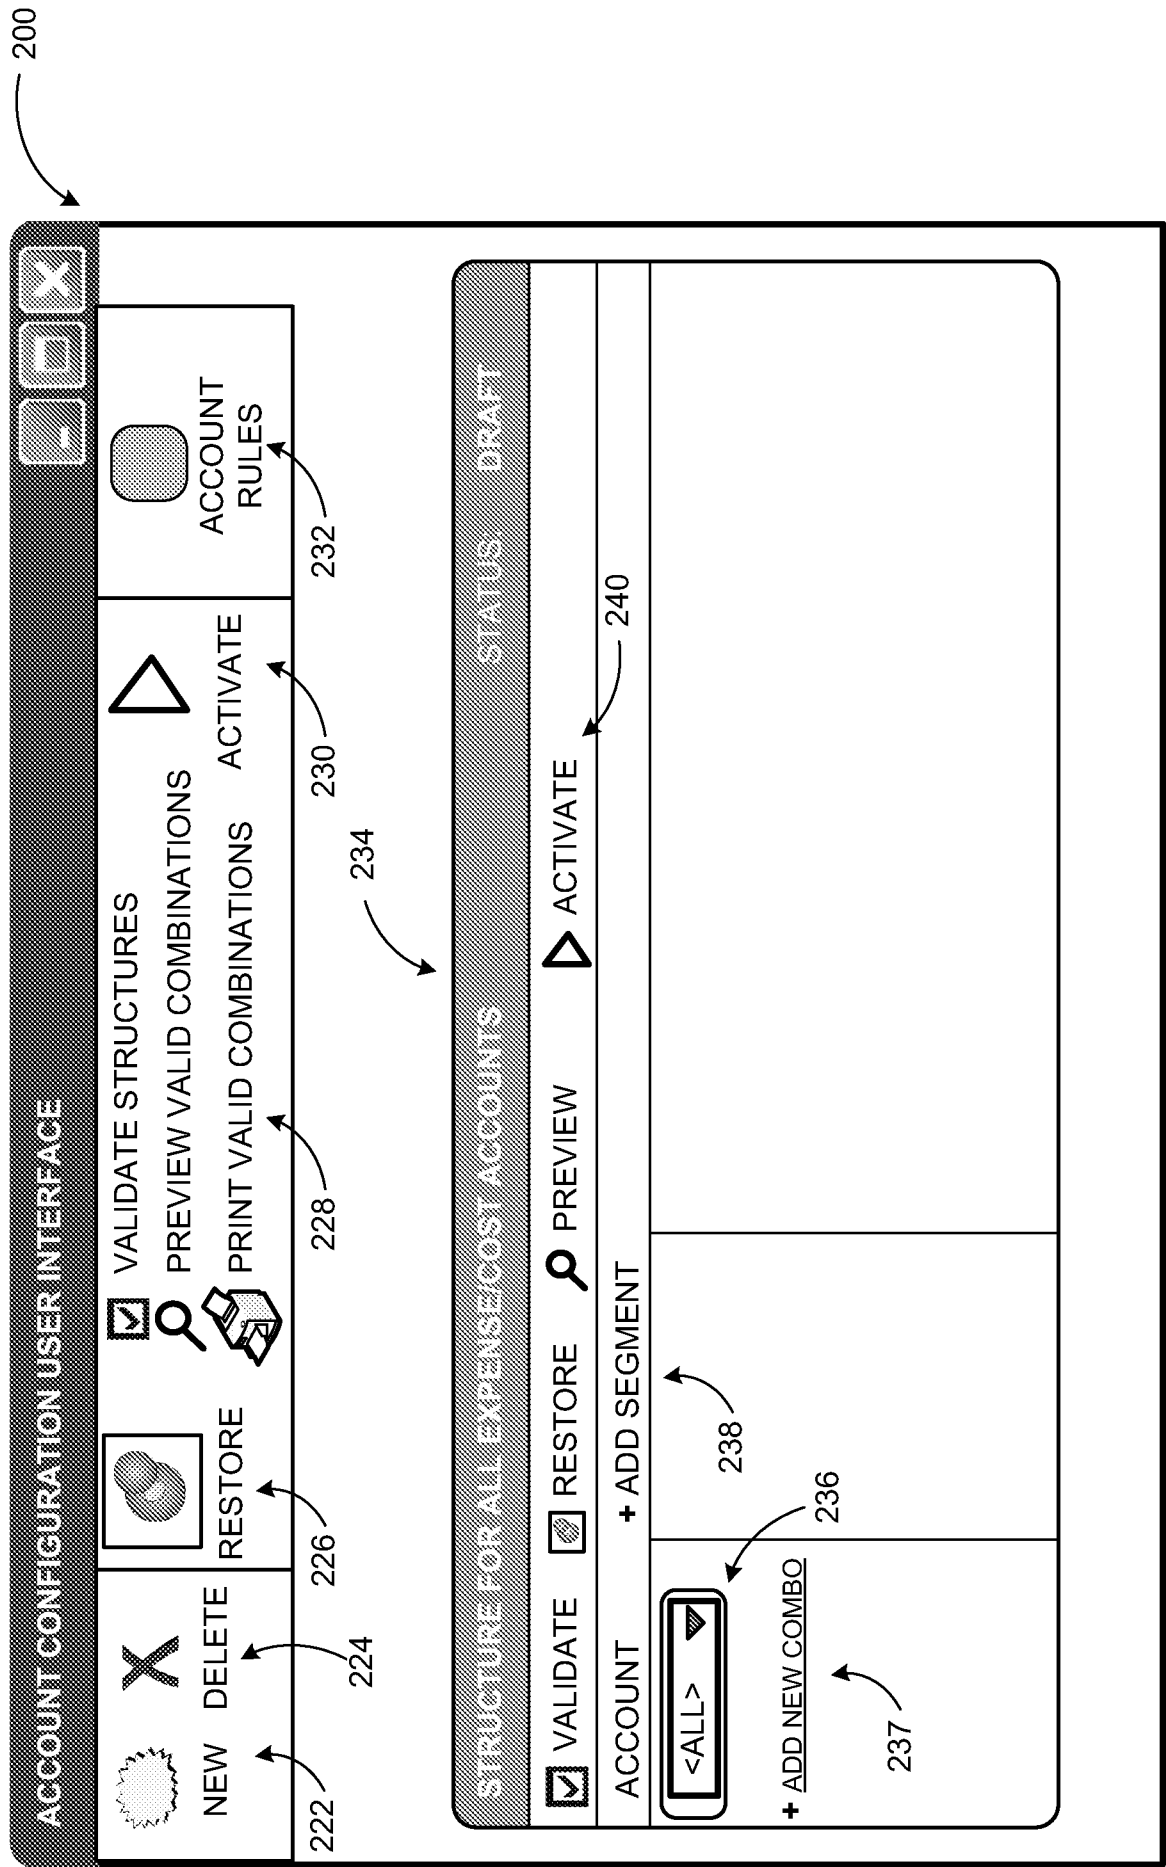 200
ACCOUNT CONFIGURATION USER INTERFACE
NEW
DELETE
RESTORE
VALIDATE STRUCTURES
PREVIEW VALID COMBINATIONS
PRINT VALID COMBINATIONS
ACTIVATE
ACCOUNT
RULES
222
224
226
228
230
232
234
STRUCTURE FOR ALL EXPENSE/COST ACCOUNTS STATUS DRAFT
VALIDATE RESTORE PREVIEW ACTIVATE
240
ACCOUNT + ADD SEGMENT
<ALL>
236
238
+ ADD NEW COMBO
237